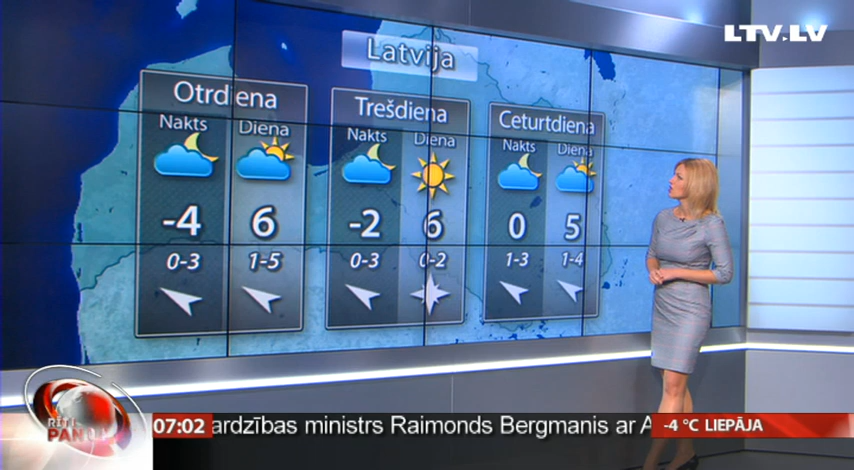 LTV.LV
Latvija
Otrdiena
Nakts Diena
-4 6
0-3 1-5
Trešdiena
Nakts Diena
-2 6
0-3 0-2
Ceturtdiena
Nakts Diena
0 5
1-3 1-4
RĪTA
PANORĀMA
07:02 ardzības ministrs Raimonds Bergmanis ar A -4 °C LIEPĀJA